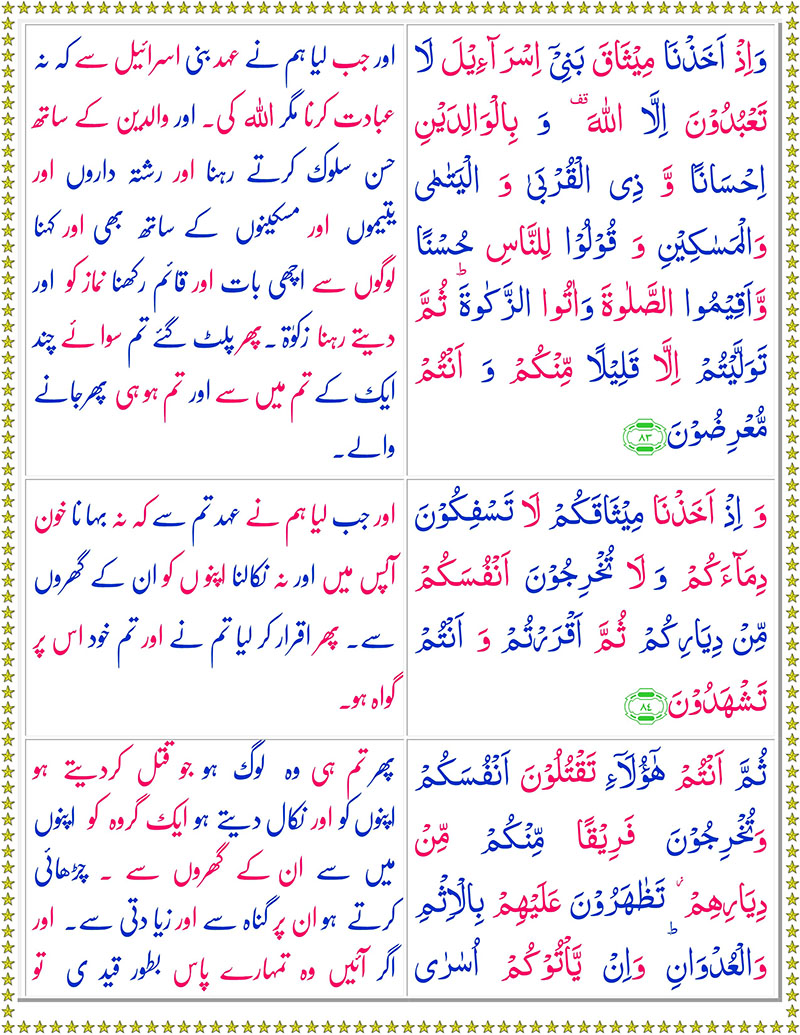 وَاِذْ اَخَذْنَا مِيْثَاقَ بَنِيْٓ اِسْرَآءِيْلَ لَا
تَعْبُدُوْنَ اِلَّا اللّٰهَ ۫ وَ بِالْوَالِدَيْنِ
اِحْسَانًا وَّ ذِی الْقُرْبٰی وَ الْيَتٰمٰی
وَالْمَسٰكِيْنِ وَ قُوْلُوْا لِلنَّاسِ حُسْنًا
وَّاَقِيْمُوا الصَّلٰوةَ وَاٰتُوا الزَّكٰوةَ ؕ ثُمَّ
تَوَلَّيْتُمْ اِلَّا قَلِيْلًا مِّنْكُمْ وَ اَنْتُمْ
مُّعْرِضُوْنَ ۸۳
اور جب لیا ہم نے عہد بنی اسرائیل سے کہ نہ
عبادت کرنا مگر اللہ کی۔ اور والدین کے ساتھ
حسن سلوک کرتے رہنا اور رشتہ داروں اور
یتیموں اور مسکینوں کے ساتھ بھی اور کہنا
لوگوں سے اچھی بات اور قائم رکھنا نماز کو اور
دیتے رہنا زکوٰۃ ۔پھر پلٹ گئے تم سوائے چند
ایک کے تم میں سے اور تم ہو ہی پھر جانے
والے۔
وَ اِذْ اَخَذْنَا مِيْثَاقَكُمْ لَا تَسْفِكُوْنَ
دِمَآءَكُمْ وَ لَا تُخْرِجُوْنَ اَنْفُسَكُمْ
مِّنْ دِيَارِكُمْ ثُمَّ اَقْرَرْتُمْ وَ اَنْتُمْ
تَشْهَدُوْنَ ۸۴
اور جب لیا ہم نے عہد تم سے کہ نہ بہانا خون
آپس میں اور نہ نکالنا اپنوں کو ان کے گھروں
سے۔ پھر اقرار کر لیا تم نے اور تم خود اس پر
گواہ ہو۔
ثُمَّ اَنْتُمْ هٰٓؤُلَآءِ تَقْتُلُوْنَ اَنْفُسَكُمْ
وَتُخْرِجُوْنَ فَرِيْقًا مِّنْكُمْ مِّنْ
دِيَارِهِمْ ۫ تَظٰهَرُوْنَ عَلَيْهِمْ بِالْاِثْمِ
وَالْعُدْوَانِ ؕ وَاِنْ يَّاْتُوْكُمْ اُسٰرٰی
پھر تم ہی وہ لوگ ہو جو قتل کردیتے ہو
اپنوں کو اور نکال دیتے ہو ایک گروہ کو اپنوں
میں سے ان کے گھروں سے ۔ چڑھائی
کرتے ہو ان پر گناہ سے اور زیادتی سے۔ اور
اگر آئیں وہ تمہارے پاس بطور قیدی تو